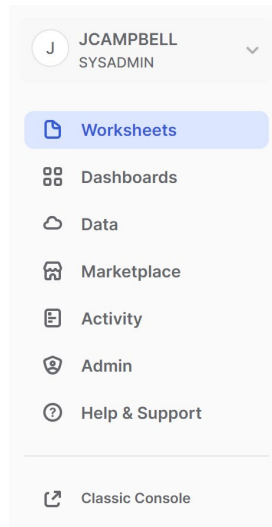 J
JCAMPBELL
SYSADMIN
Worksheets
Dashboards
Data
Marketplace
Activity
Admin
Help & Support
Classic Console